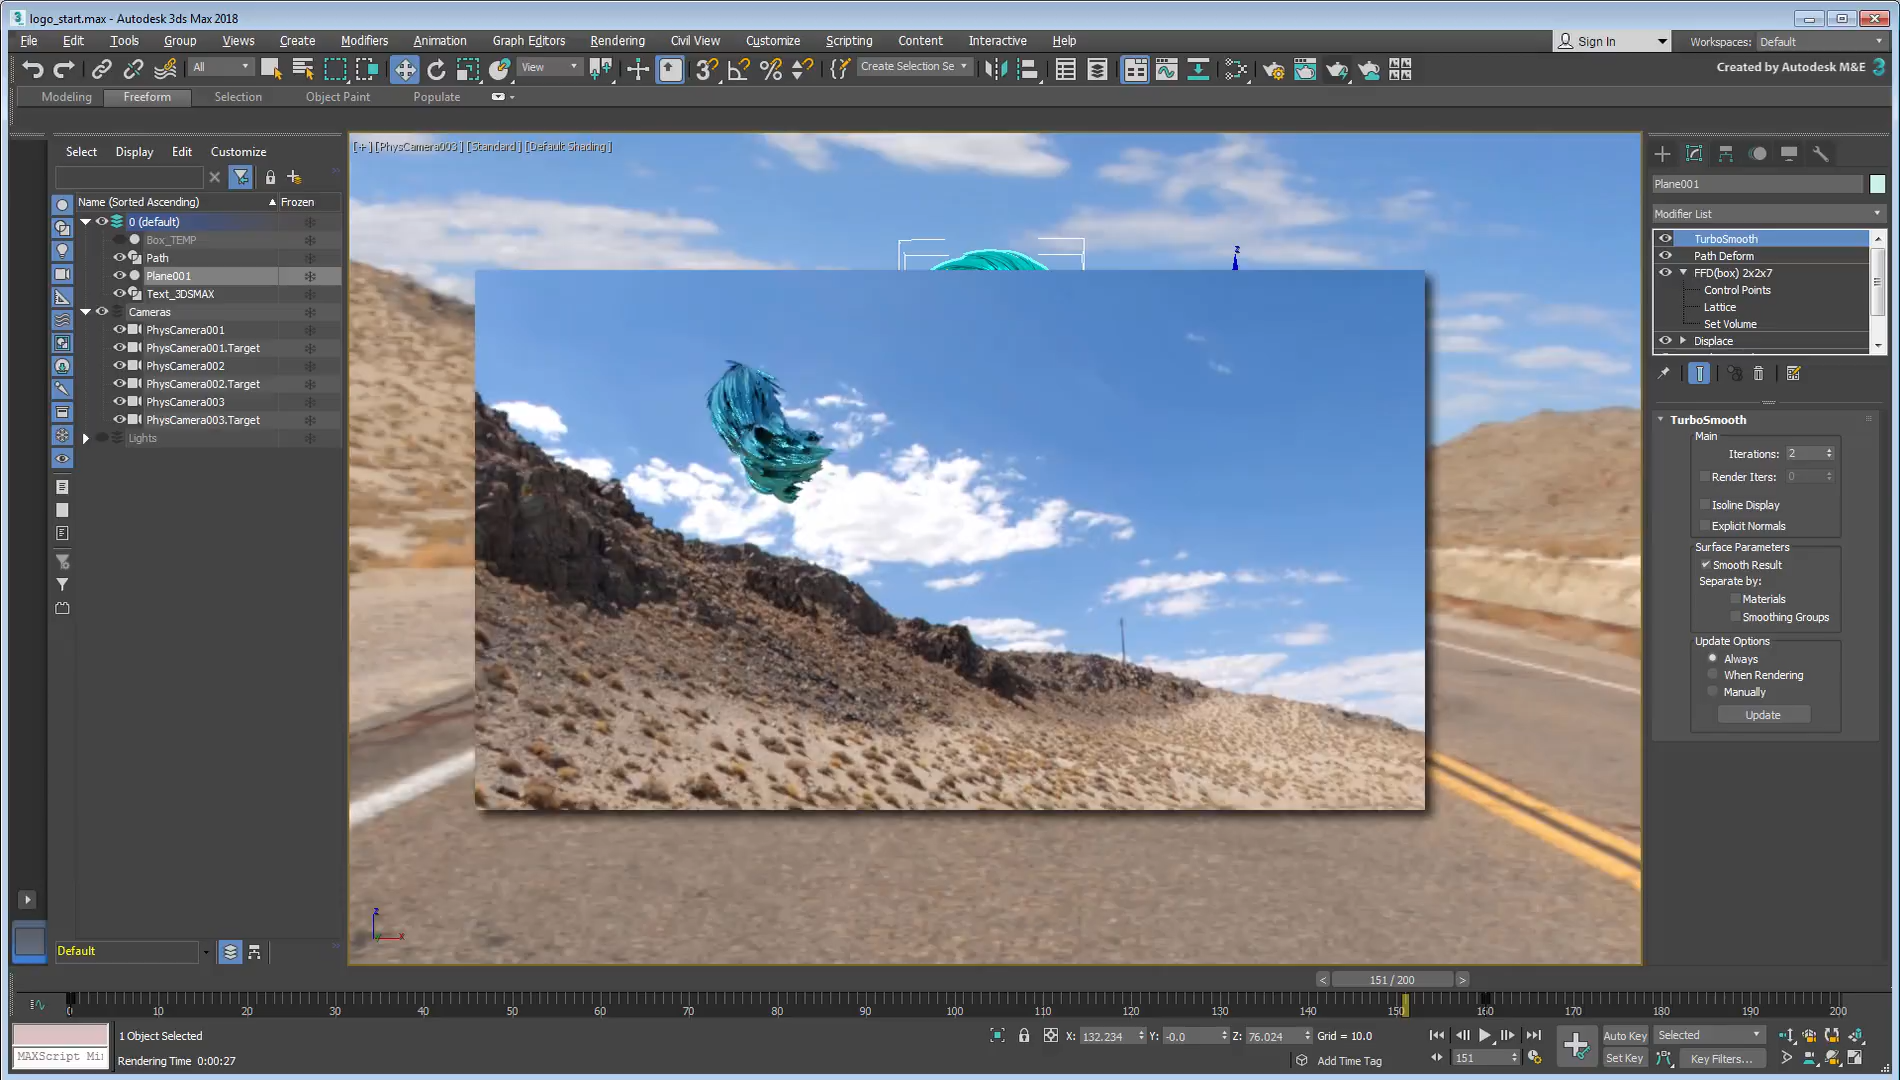 logo_start.max - Autodesk 3ds Max 2018
File Edit Tools Group Views Create Modifiers Animation Graph Editors Rendering Civil View Customize Scripting Content Interactive Help
Sign In Workspaces: Default
All View Create Selection Se Created by Autodesk M&E
Modeling Freeform Selection Object Paint Populate
Select Display Edit Customize
[+] [PhysCamera003] [Standard] [Default Shading]
Name (Sorted Ascending) Frozen
0 (default)
Box_TEMP
Path
Plane001
Text_3DSMAX
Cameras
PhysCamera001
PhysCamera001.Target
PhysCamera002
PhysCamera002.Target
PhysCamera003
PhysCamera003.Target
Lights
z
z
x
Plane001
Modifier List
TurboSmooth
Path Deform
FFD(box) 2x2x7
Control Points
Lattice
Set Volume
Displace
TurboSmooth
Main
Iterations: 2
Render Iters: 0
Isoline Display
Explicit Normals
Surface Parameters
Smooth Result
Separate by:
Materials
Smoothing Groups
Update Options
Always
When Rendering
Manually
Update
Default
< 151 / 200 >
0 10 20 30 40 50 60 70 80 90 100 110 120 130 140 150 160 170 180 190 200
1 Object Selected X: 132.234 Y: -0.0 Z: 76.024 Grid = 10.0 Auto Key Selected
MAXScript Mi Rendering Time 0:00:27 Add Time Tag 151 Set Key Key Filters...